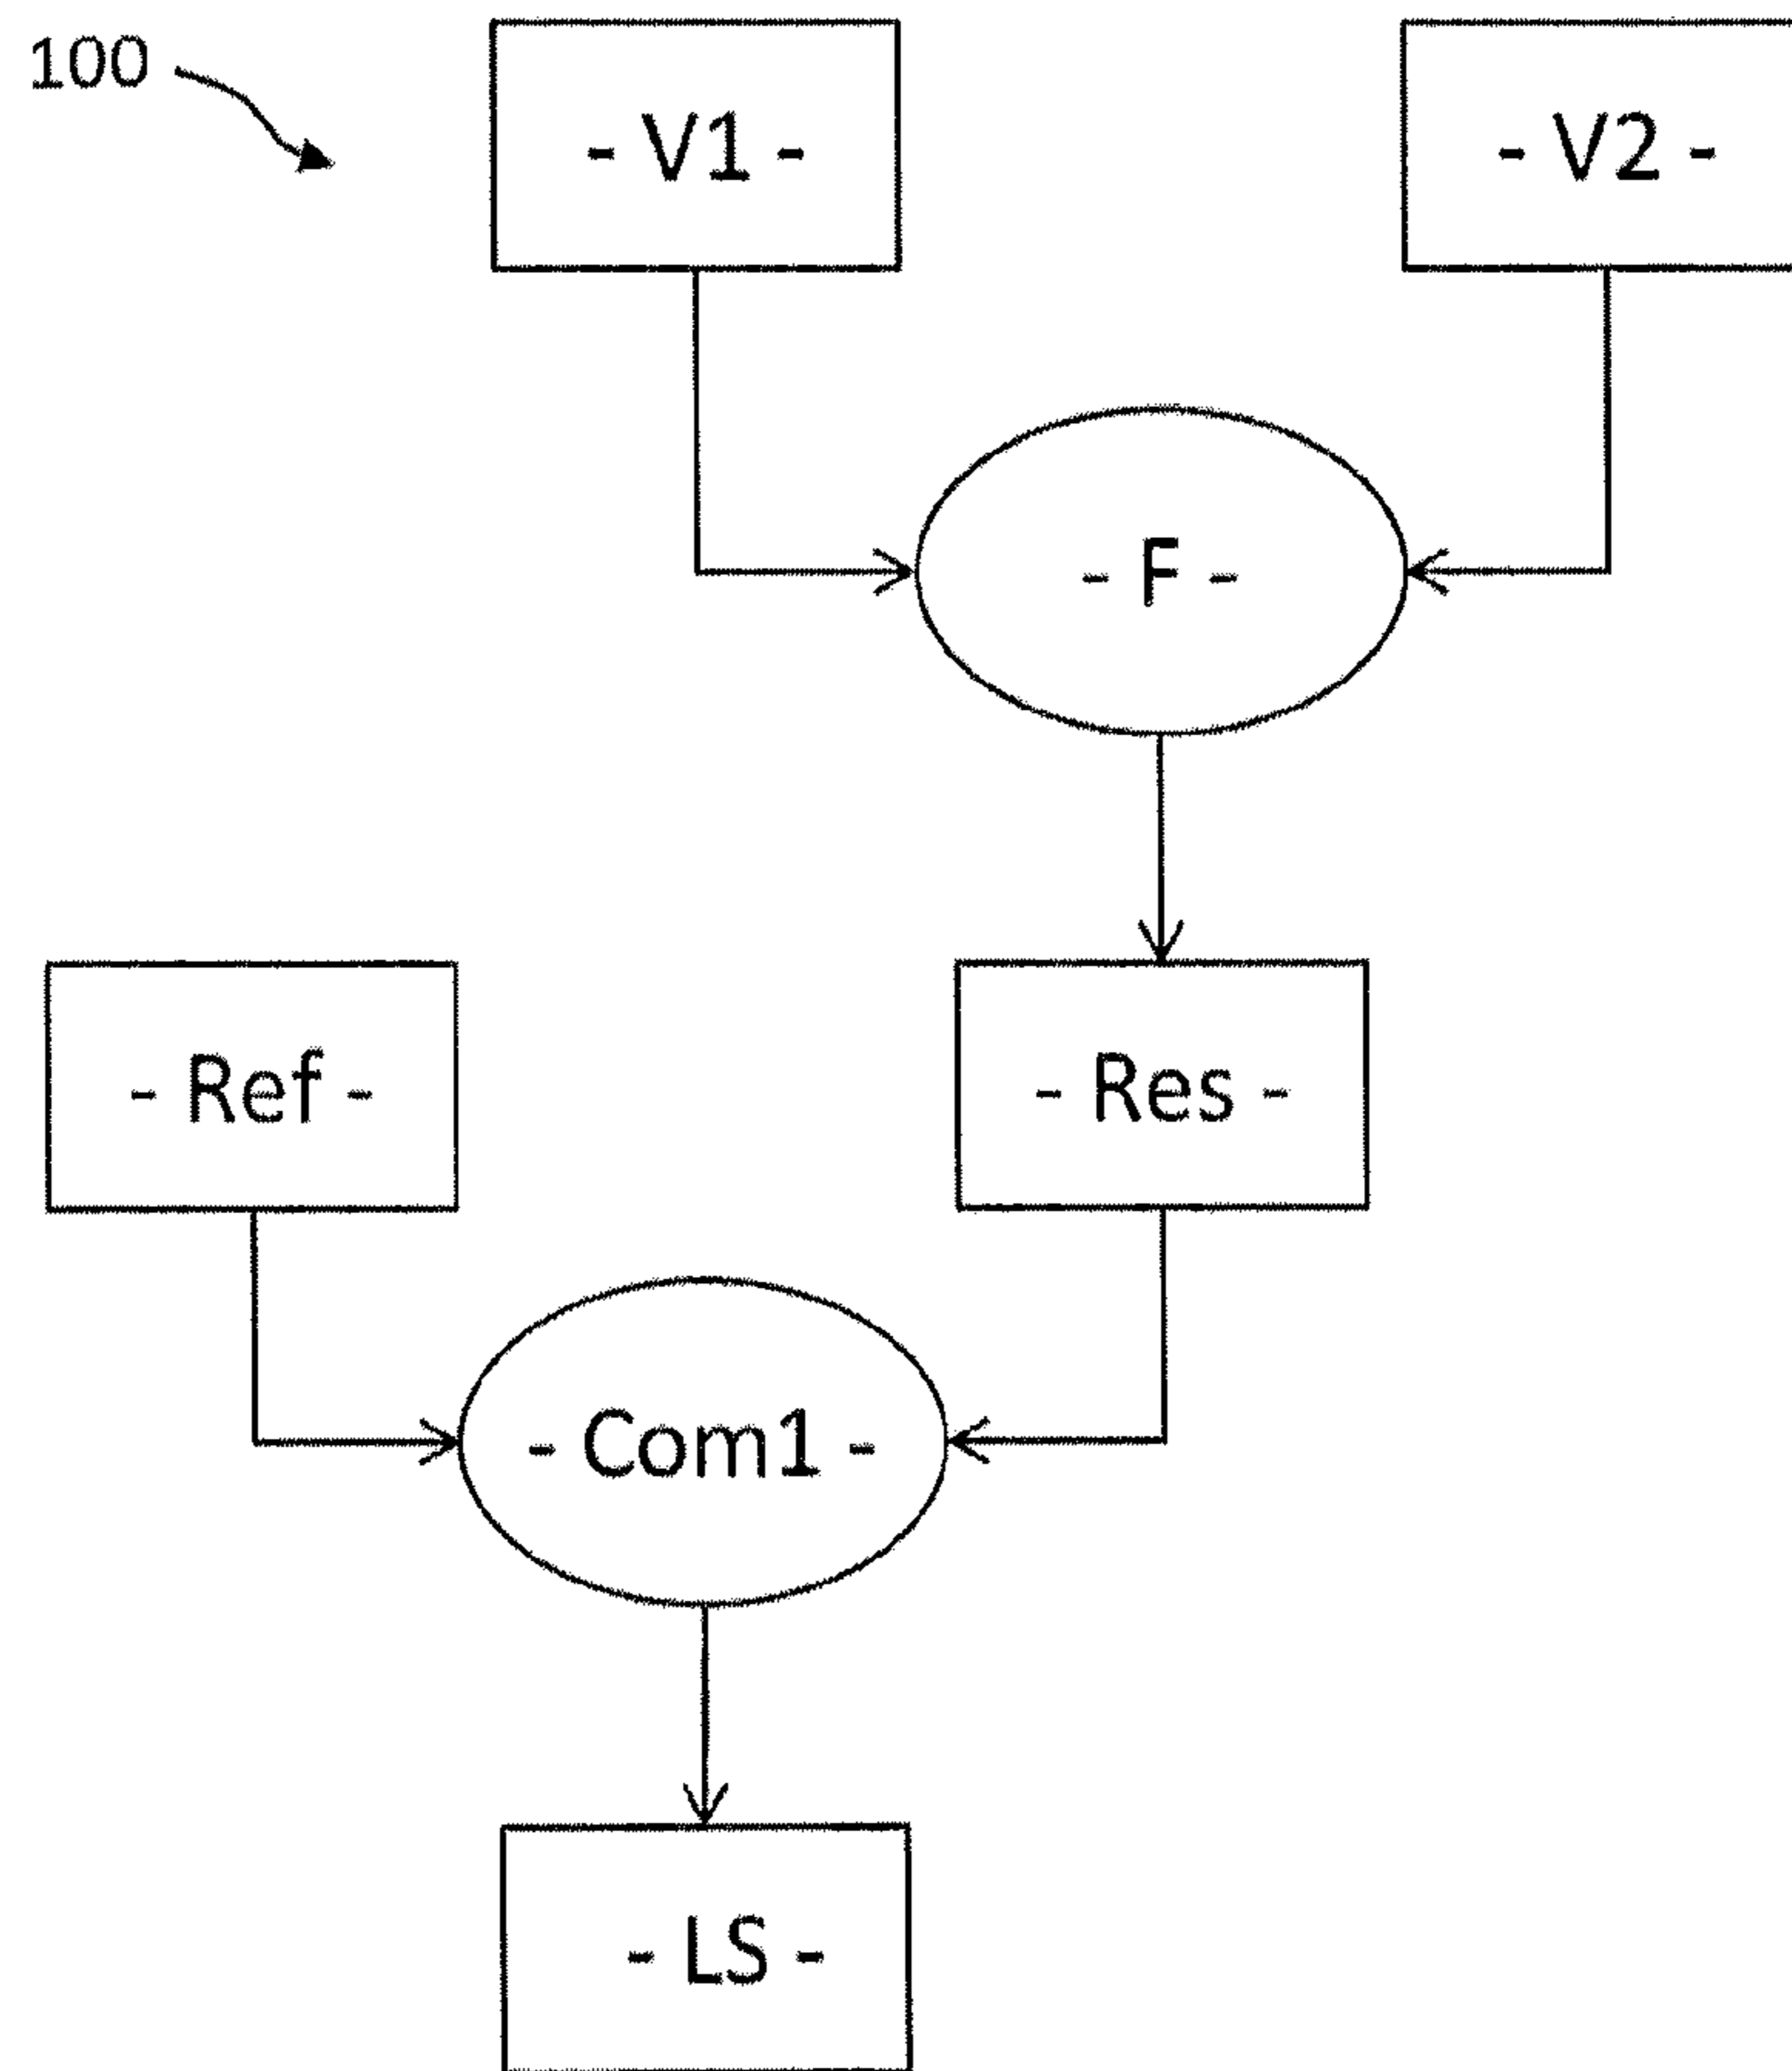 100
- V1 -
- V2 -
- F -
- Ref -
- Res -
- Com1 -
- LS -